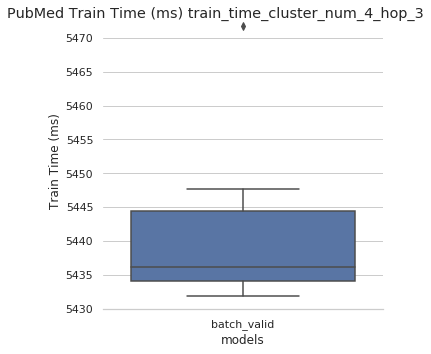 PubMed Train Time (ms) train_time_cluster_num_4_hop_3
5470
5465
5460
5455
5450
5445
5440
5435
5430
Train Time (ms)
batch_valid
models